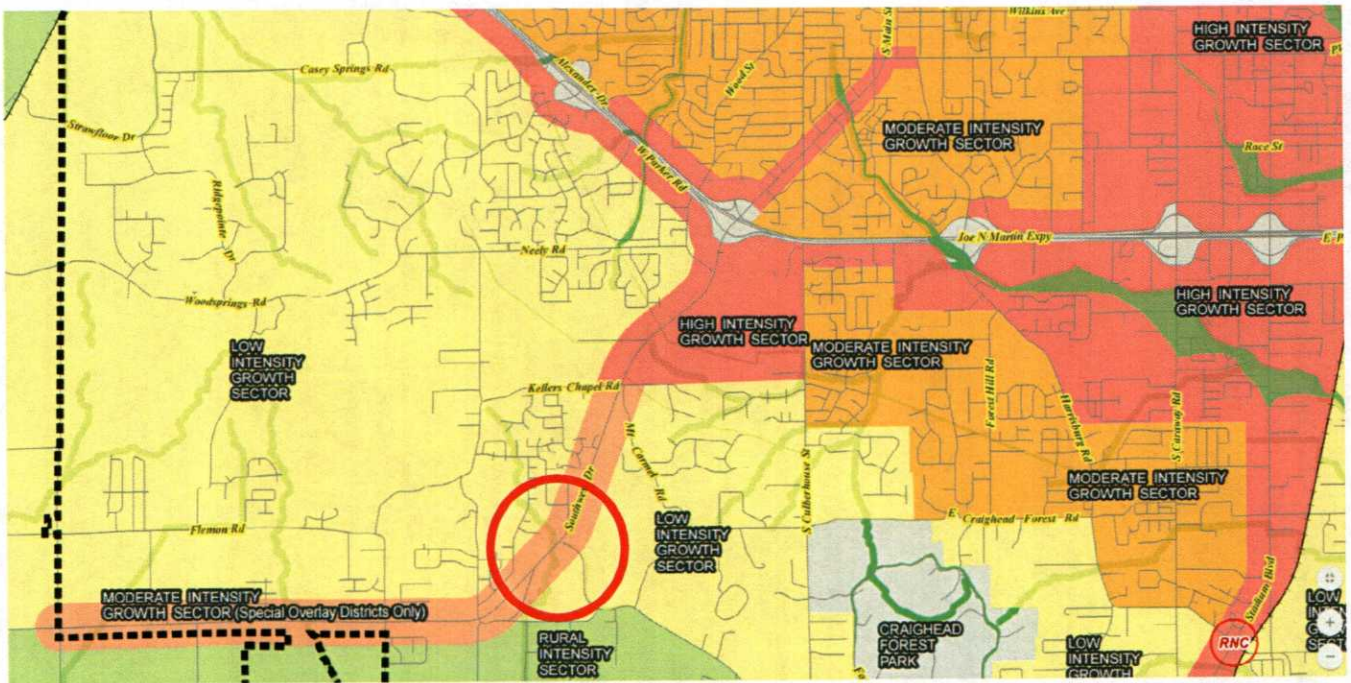 Wilkins Ave
S Main St
HIGH INTENSITY
GROWTH SECTOR
Casey Springs Rd
Alexander Dr
Wood St
Strawfloor Dr
MODERATE INTENSITY
GROWTH SECTOR
Race St
W Parker Rd
Ridgepointe Dr
Neely Rd
Joe N Martin Expy
E P
Woodsprings Rd
HIGH INTENSITY
GROWTH SECTOR
HIGH INTENSITY
GROWTH SECTOR
LOW
INTENSITY
GROWTH
SECTOR
MODERATE INTENSITY
GROWTH SECTOR
Forest Hill Rd
Harrisburg Rd
S Caraway Rd
Kellers Chapel Rd
Mt Carmel Rd
S Culberhouse St
MODERATE INTENSITY
GROWTH SECTOR
Southwest Dr
Flemon Rd
LOW
INTENSITY
GROWTH
SECTOR
E Craighead Forest Rd
MODERATE INTENSITY
GROWTH SECTOR (Special Overlay Districts Only)
RURAL
INTENSITY
SECTOR
CRAIGHEAD
FOREST
PARK
LOW
INTENSITY
GROWTH
Stadium Blvd
RNC
LOW
INTEN
GROW
SECT
+
−